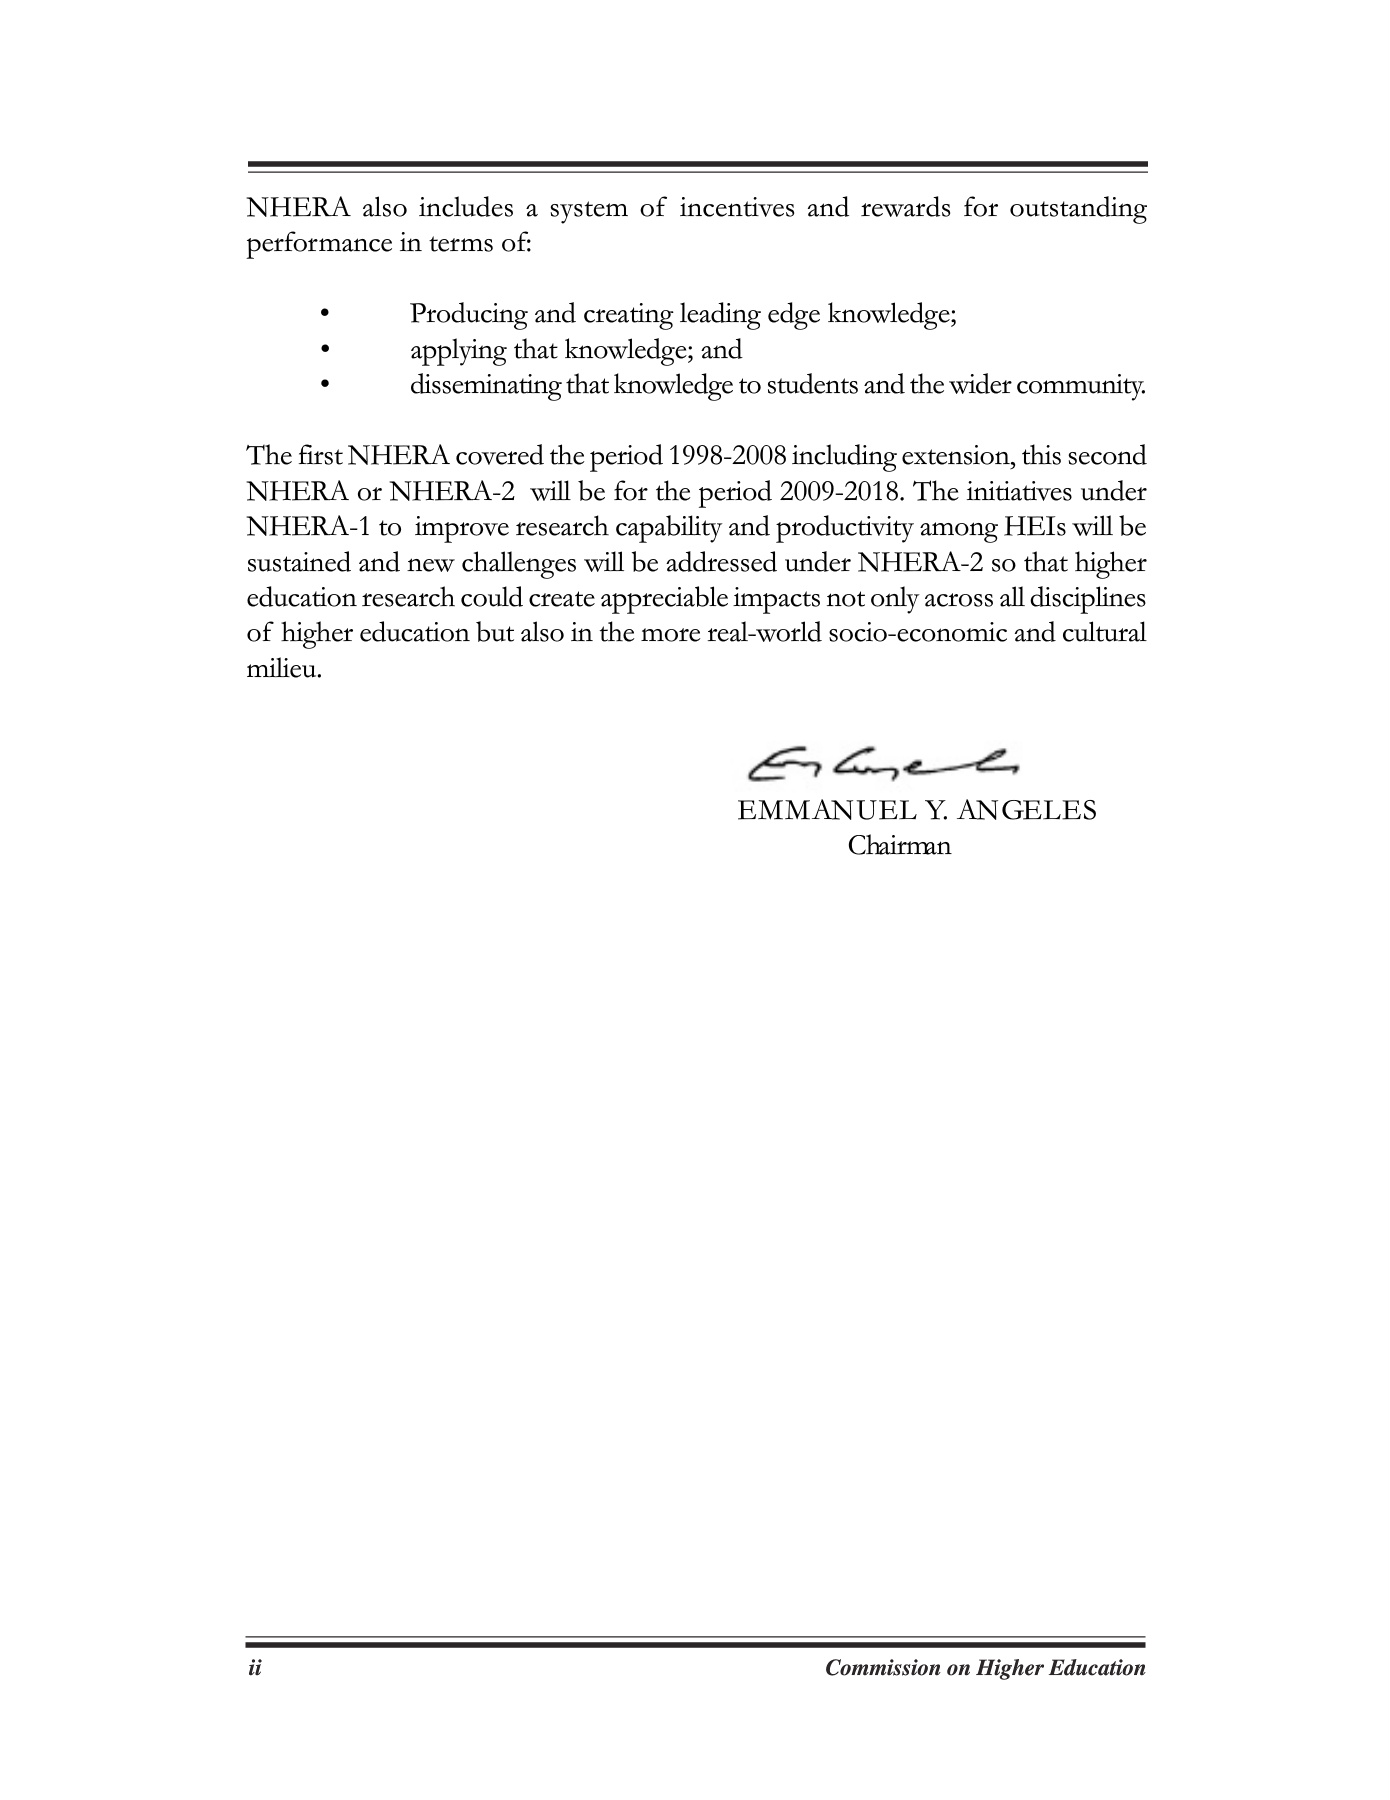 NHERA also includes a system of incentives and rewards for outstanding
performance in terms of:
• Producing and creating leading edge knowledge;
• applying that knowledge; and
• disseminating that knowledge to students and the wider community.
The first NHERA covered the period 1998-2008 including extension, this second
NHERA or NHERA-2 will be for the period 2009-2018. The initiatives under
NHERA-1 to improve research capability and productivity among HEIs will be
sustained and new challenges will be addressed under NHERA-2 so that higher
education research could create appreciable impacts not only across all disciplines
of higher education but also in the more real-world socio-economic and cultural
milieu.
EMMANUEL Y. ANGELES
Chairman
ii Commission on Higher Education